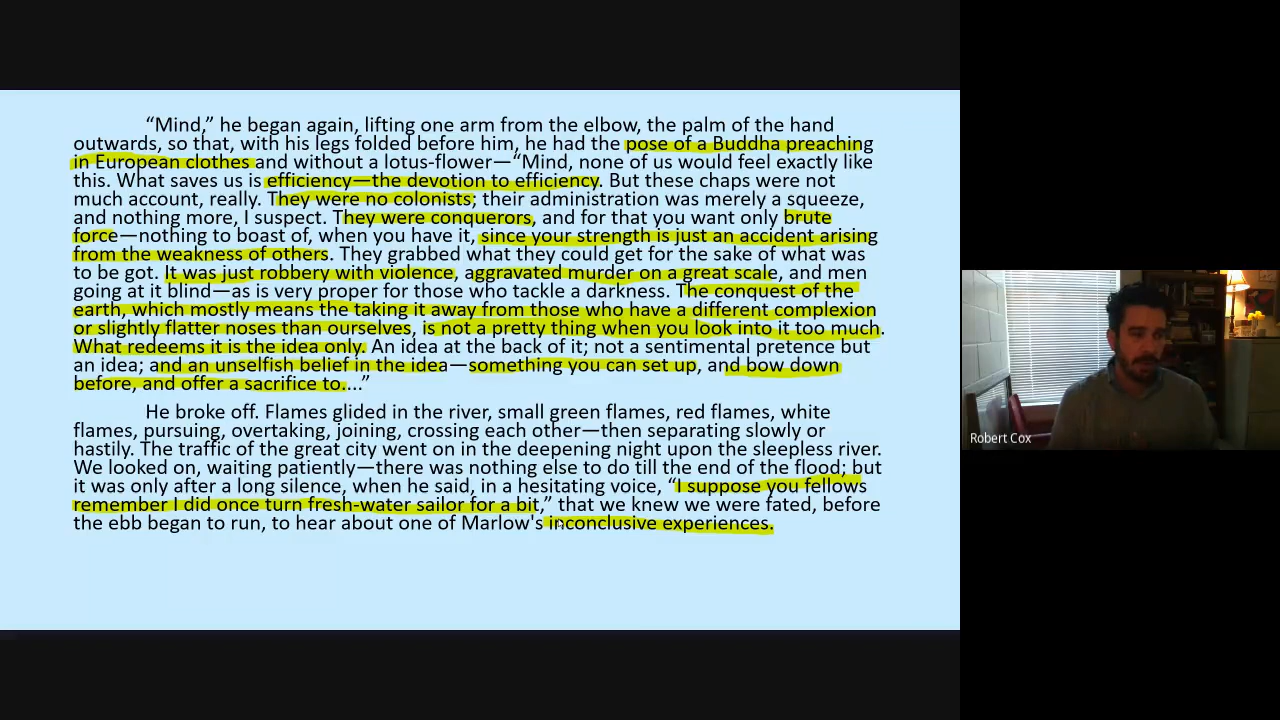 “Mind,” he began again, lifting one arm from the elbow, the palm of the hand
outwards, so that, with his legs folded before him, he had the pose of a Buddha preaching
in European clothes and without a lotus-flower—“Mind, none of us would feel exactly like
this. What saves us is efficiency—the devotion to efficiency. But these chaps were not
much account, really. They were no colonists; their administration was merely a squeeze,
and nothing more, I suspect. They were conquerors, and for that you want only brute
force—nothing to boast of, when you have it, since your strength is just an accident arising
from the weakness of others. They grabbed what they could get for the sake of what was
to be got. It was just robbery with violence, aggravated murder on a great scale, and men
going at it blind—as is very proper for those who tackle a darkness. The conquest of the
earth, which mostly means the taking it away from those who have a different complexion
or slightly flatter noses than ourselves, is not a pretty thing when you look into it too much.
What redeems it is the idea only. An idea at the back of it; not a sentimental pretence but
an idea; and an unselfish belief in the idea—something you can set up, and bow down
before, and offer a sacrifice to....”
He broke off. Flames glided in the river, small green flames, red flames, white
flames, pursuing, overtaking, joining, crossing each other—then separating slowly or
hastily. The traffic of the great city went on in the deepening night upon the sleepless river.
We looked on, waiting patiently—there was nothing else to do till the end of the flood; but
it was only after a long silence, when he said, in a hesitating voice, “I suppose you fellows
remember I did once turn fresh-water sailor for a bit,” that we knew we were fated, before
the ebb began to run, to hear about one of Marlow's inconclusive experiences.
Robert Cox